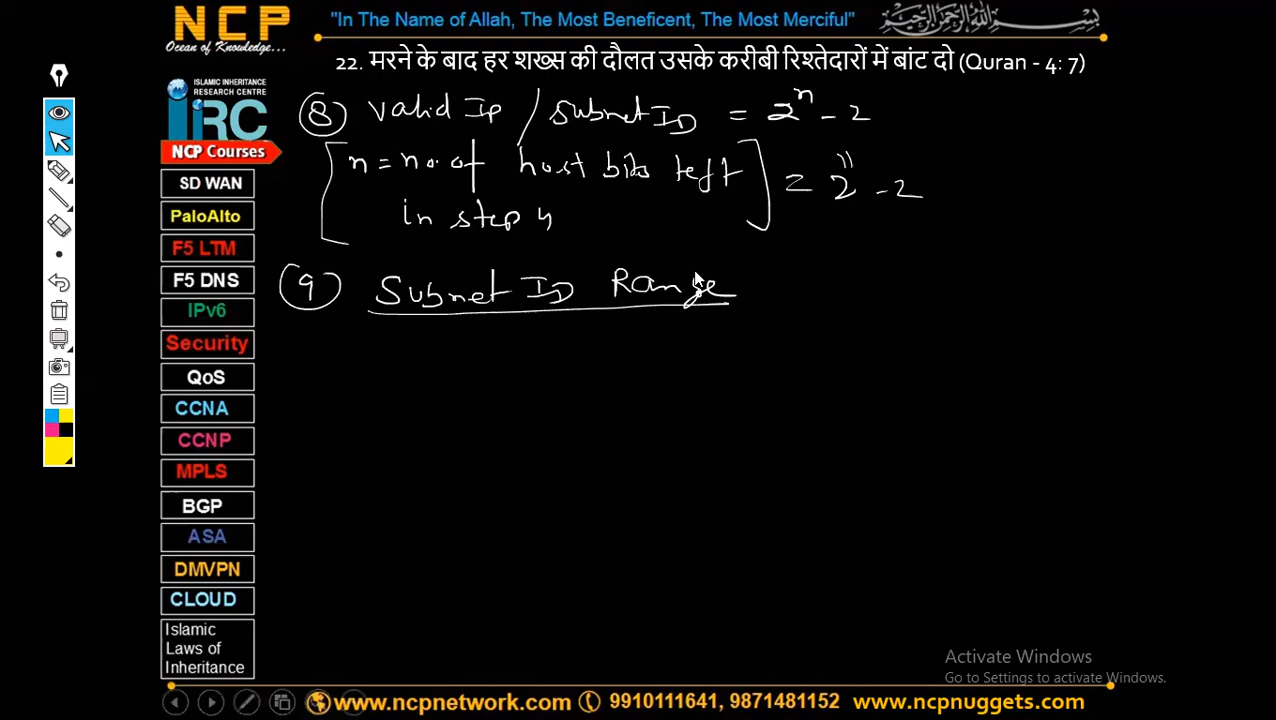 NCP
Ocean of Knowledge...
"In The Name of Allah, The Most Beneficent, The Most Merciful"
22. मरने के बाद हर शख्स की दौलत उसके करीबी रिश्तेदारों में बांट दो (Quran - 4: 7)
ISLAMIC INHERITANCE
RESEARCH CENTRE
IRC
NCP Courses
SD WAN
PaloAlto
F5 LTM
F5 DNS
IPv6
Security
QoS
CCNA
CCNP
MPLS
BGP
ASA
DMVPN
CLOUD
Islamic
Laws of
Inheritance
8 Valid Ip / Subnet ID = 2^n - 2
[n = no. of host bits left = 2^11 - 2
in step 4]
9 Subnet ID Range
Activate Windows
Go to Settings to activate Windows.
www.ncpnetwork.com 9910111641, 9871481152 www.ncpnuggets.com